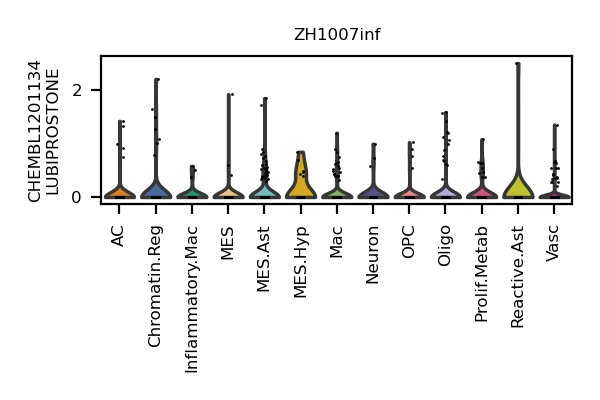 ZH1007inf
CHEMBL1201134
LUBIPROSTONE
2
0
AC
Chromatin.Reg
Inflammatory.Mac
MES
MES.Ast
MES.Hyp
Mac
Neuron
OPC
Oligo
Prolif.Metab
Reactive.Ast
Vasc